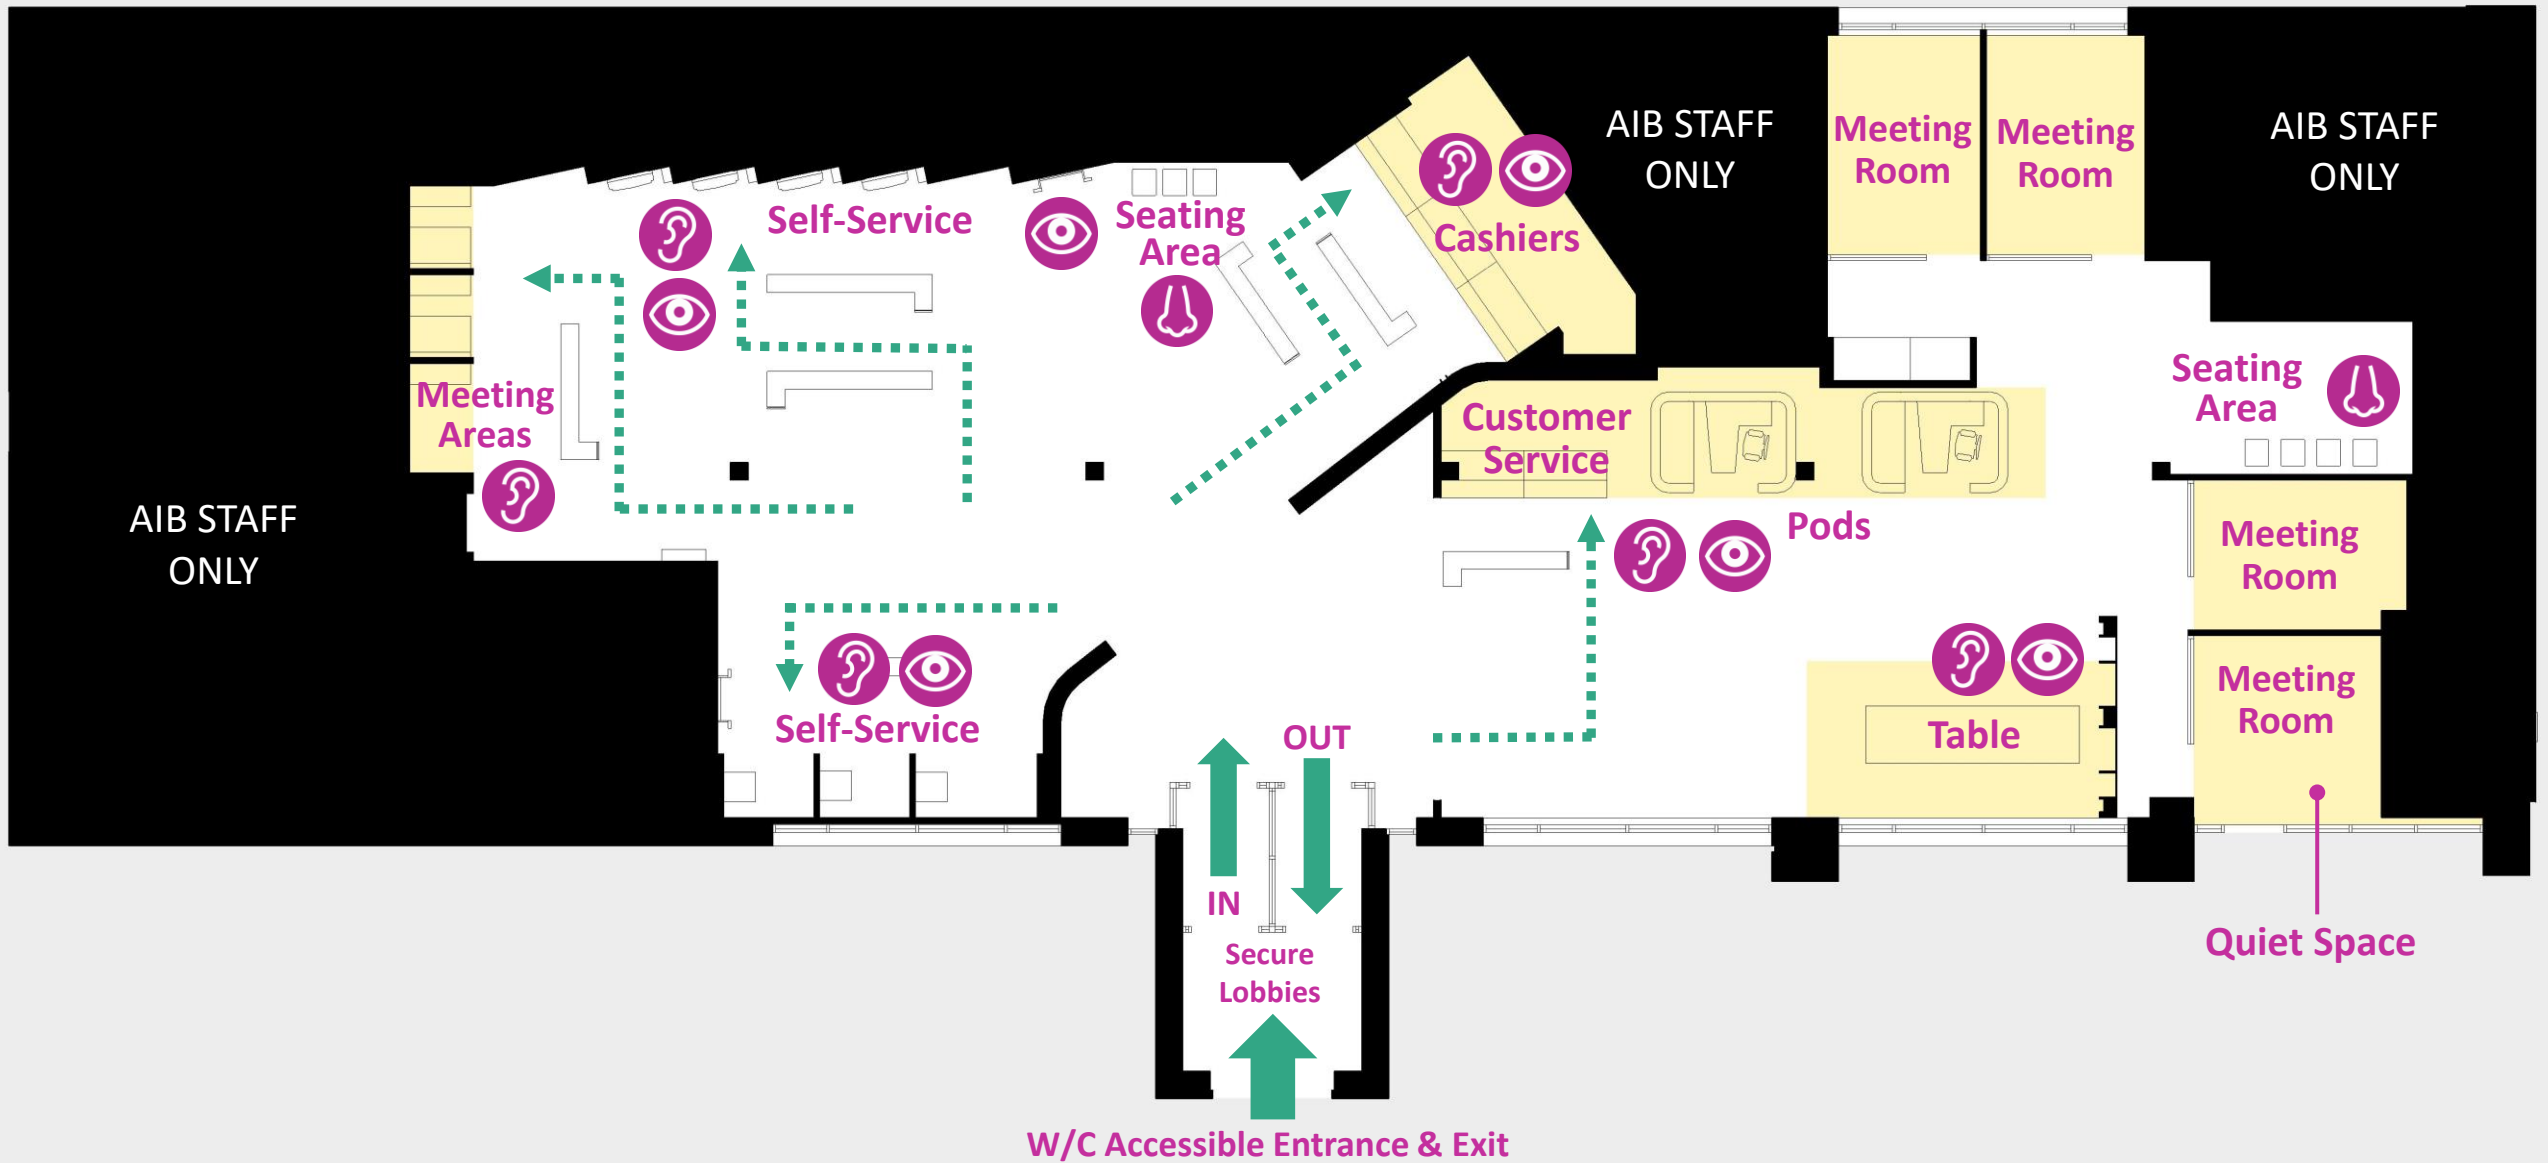 AIB STAFF
ONLY
Meeting
Room
Meeting
Room
AIB STAFF
ONLY
Self-Service
Seating
Area
Cashiers
Meeting
Areas
Customer
Service
Seating
Area
AIB STAFF
ONLY
Pods
Meeting
Room
Self-Service
OUT
Table
Meeting
Room
IN
Secure
Lobbies
Quiet Space
W/C Accessible Entrance & Exit